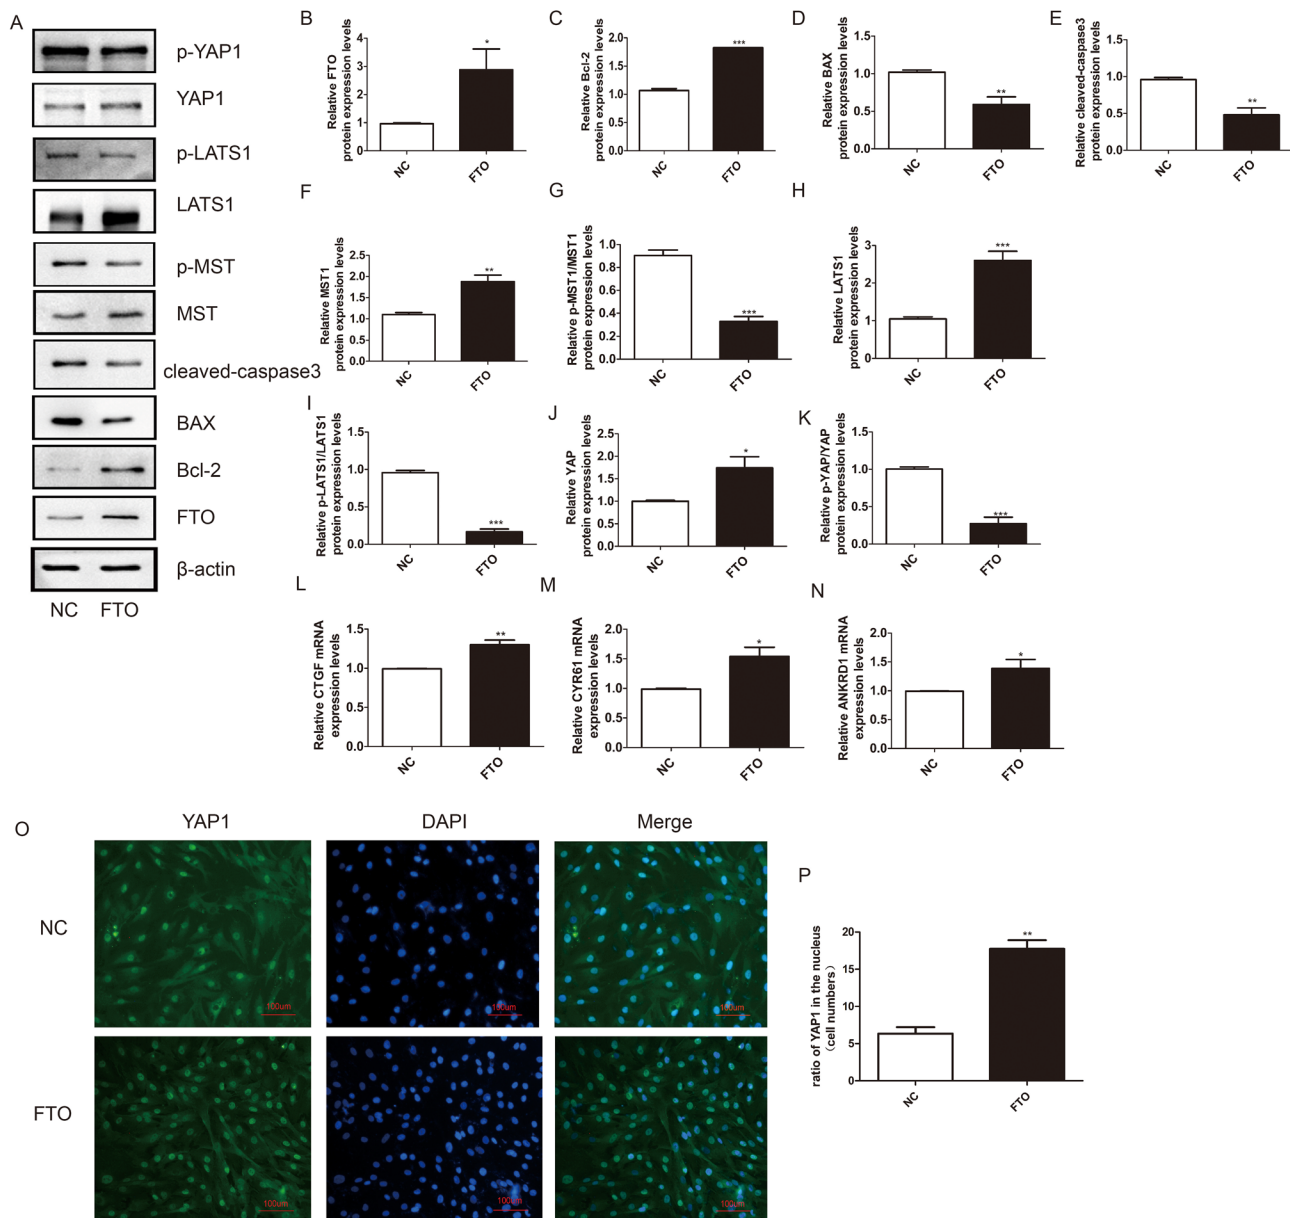 A
p-YAP1
YAP1
p-LATS1
LATS1
p-MST
MST
cleaved-caspase3
BAX
Bcl-2
FTO
β-actin
NC FTO
B
Relative FTO
protein expression levels
4
3
2
1
0
*
NC
FTO
C
Relative Bcl-2
protein expression levels
2.0
1.5
1.0
0.5
0.0
***
NC
FTO
D
Relative BAX
protein expression levels
1.5
1.0
0.5
0.0
**
NC
FTO
E
Relative cleaved-caspase3
protein expression levels
1.5
1.0
0.5
0.0
**
NC
FTO
F
Relative MST1
protein expression levels
2.5
2.0
1.5
1.0
0.5
0.0
**
NC
FTO
G
Relative p-MST1/MST1
protein expression levels
1.0
0.8
0.6
0.4
0.2
0.0
***
NC
FTO
H
Relative LATS1
protein expression levels
3
2
1
0
***
NC
FTO
I
Relative p-LATS1/LATS1
protein expression levels
1.5
1.0
0.5
0.0
***
NC
FTO
J
Relative YAP
protein expression levels
2.5
2.0
1.5
1.0
0.5
0.0
*
NC
FTO
K
Relative p-YAP/YAP
protein expression levels
1.5
1.0
0.5
0.0
***
NC
FTO
L
Relative CTGF mRNA
expression levels
1.5
1.0
0.5
0.0
**
NC
FTO
M
Relative CYR61 mRNA
expression levels
2.0
1.5
1.0
0.5
0.0
*
NC
FTO
N
Relative ANKRD1 mRNA
expression levels
2.0
1.5
1.0
0.5
0.0
*
NC
FTO
O
YAP1 DAPI Merge
NC
100um 100um 100um
FTO
100um 100um 100um
P
ratio of YAP1 in the nucleus
(cell numbers)
20
15
10
5
0
**
NC
FTO